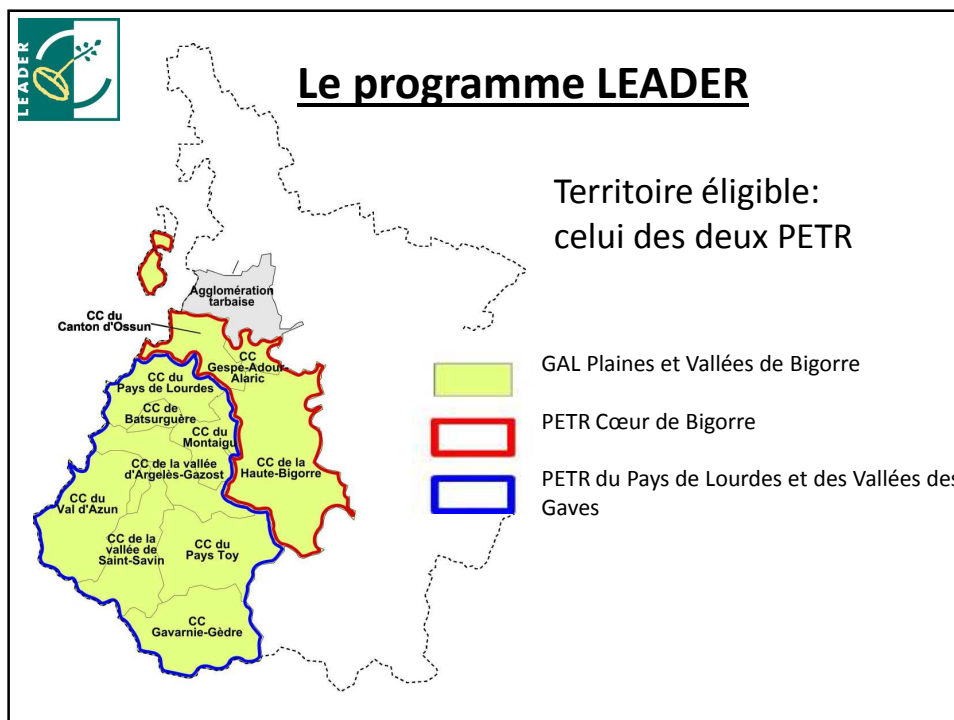 LEADER
Le programme LEADER
Territoire éligible:
celui des deux PETR
Agglomération
tarbaise
CC du
Canton d'Ossun
CC
Gespe-Adour-
Alaric
CC du
Pays de Lourdes
CC de
Batsurguère
CC du
Montaigu
CC de la vallée
d'Argelès-Gazost
CC de la
Haute-Bigorre
CC du
Val d'Azun
CC de la
vallée de
Saint-Savin
CC du
Pays Toy
CC
Gavarnie-Gèdre
GAL Plaines et Vallées de Bigorre
PETR Cœur de Bigorre
PETR du Pays de Lourdes et des Vallées des
Gaves